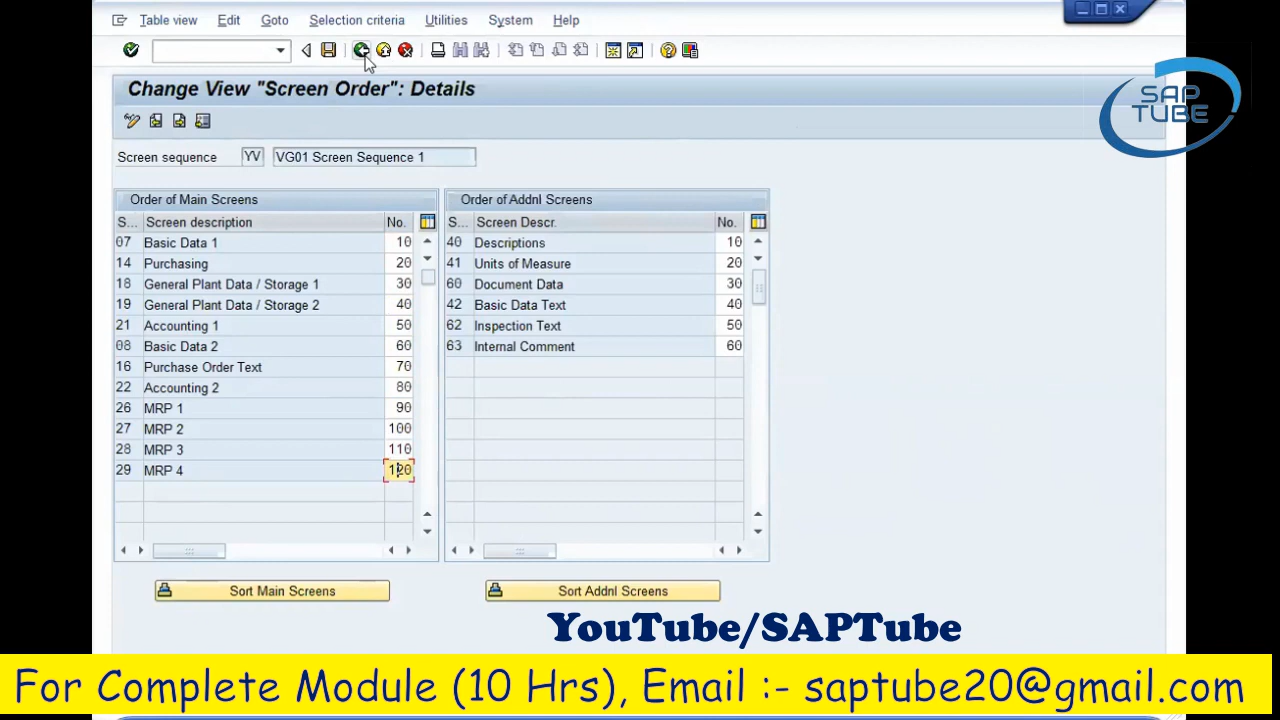 Table view Edit Goto Selection criteria Utilities System Help
Change View "Screen Order": Details
SAP
TUBE
Screen sequence YV VG01 Screen Sequence 1
Order of Main Screens
S... Screen description No.
07 Basic Data 1 10
14 Purchasing 20
18 General Plant Data / Storage 1 30
19 General Plant Data / Storage 2 40
21 Accounting 1 50
08 Basic Data 2 60
16 Purchase Order Text 70
22 Accounting 2 80
26 MRP 1 90
27 MRP 2 100
28 MRP 3 110
29 MRP 4 120
Sort Main Screens
Order of Addnl Screens
S... Screen Descr. No.
40 Descriptions 10
41 Units of Measure 20
60 Document Data 30
42 Basic Data Text 40
62 Inspection Text 50
63 Internal Comment 60
Sort Addnl Screens
YouTube/SAPTube
For Complete Module (10 Hrs), Email :- saptube20@gmail.com